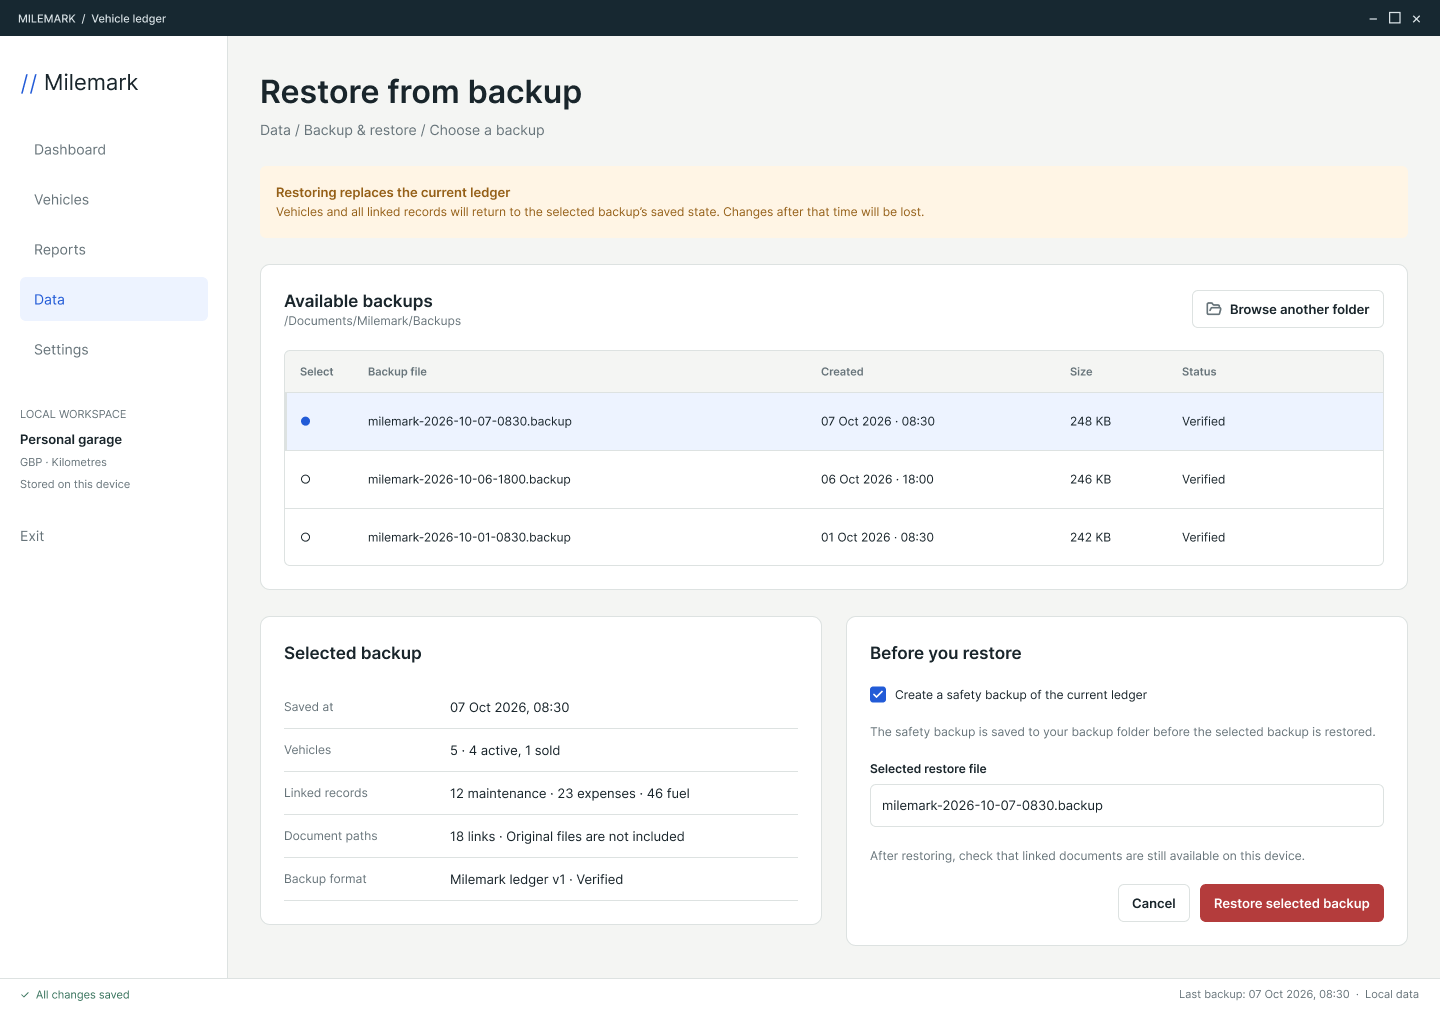 MILEMARK / Vehicle ledger
// Milemark
Dashboard
Vehicles
Reports
Data
Settings
LOCAL WORKSPACE
Personal garage
GBP · Kilometres
Stored on this device
Exit
Restore from backup
Data / Backup & restore / Choose a backup
Restoring replaces the current ledger
Vehicles and all linked records will return to the selected backup’s saved state. Changes after that time will be lost.
Available backups
/Documents/Milemark/Backups
Browse another folder
Select Backup file Created Size Status
milemark-2026-10-07-0830.backup 07 Oct 2026 · 08:30 248 KB Verified
milemark-2026-10-06-1800.backup 06 Oct 2026 · 18:00 246 KB Verified
milemark-2026-10-01-0830.backup 01 Oct 2026 · 08:30 242 KB Verified
Selected backup
Saved at 07 Oct 2026, 08:30
Vehicles 5 · 4 active, 1 sold
Linked records 12 maintenance · 23 expenses · 46 fuel
Document paths 18 links · Original files are not included
Backup format Milemark ledger v1 · Verified
Before you restore
Create a safety backup of the current ledger
The safety backup is saved to your backup folder before the selected backup is restored.
Selected restore file
milemark-2026-10-07-0830.backup
After restoring, check that linked documents are still available on this device.
Cancel
Restore selected backup
All changes saved
Last backup: 07 Oct 2026, 08:30 · Local data